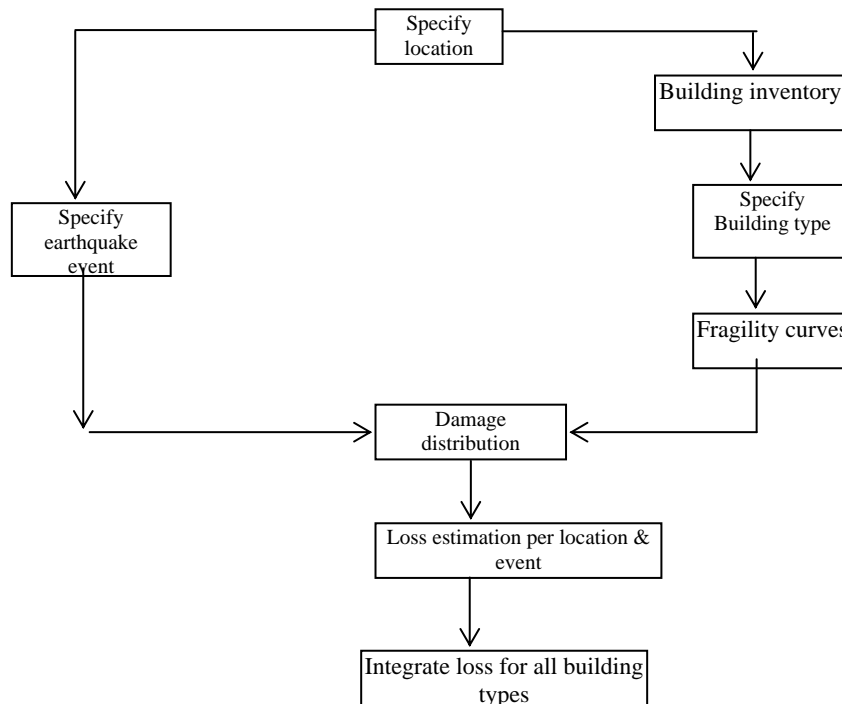 Specify
location
Building inventory
Specify
Building type
Specify
earthquake
event
Fragility curves
Damage
distribution
Loss estimation per location &
event
Integrate loss for all building
types